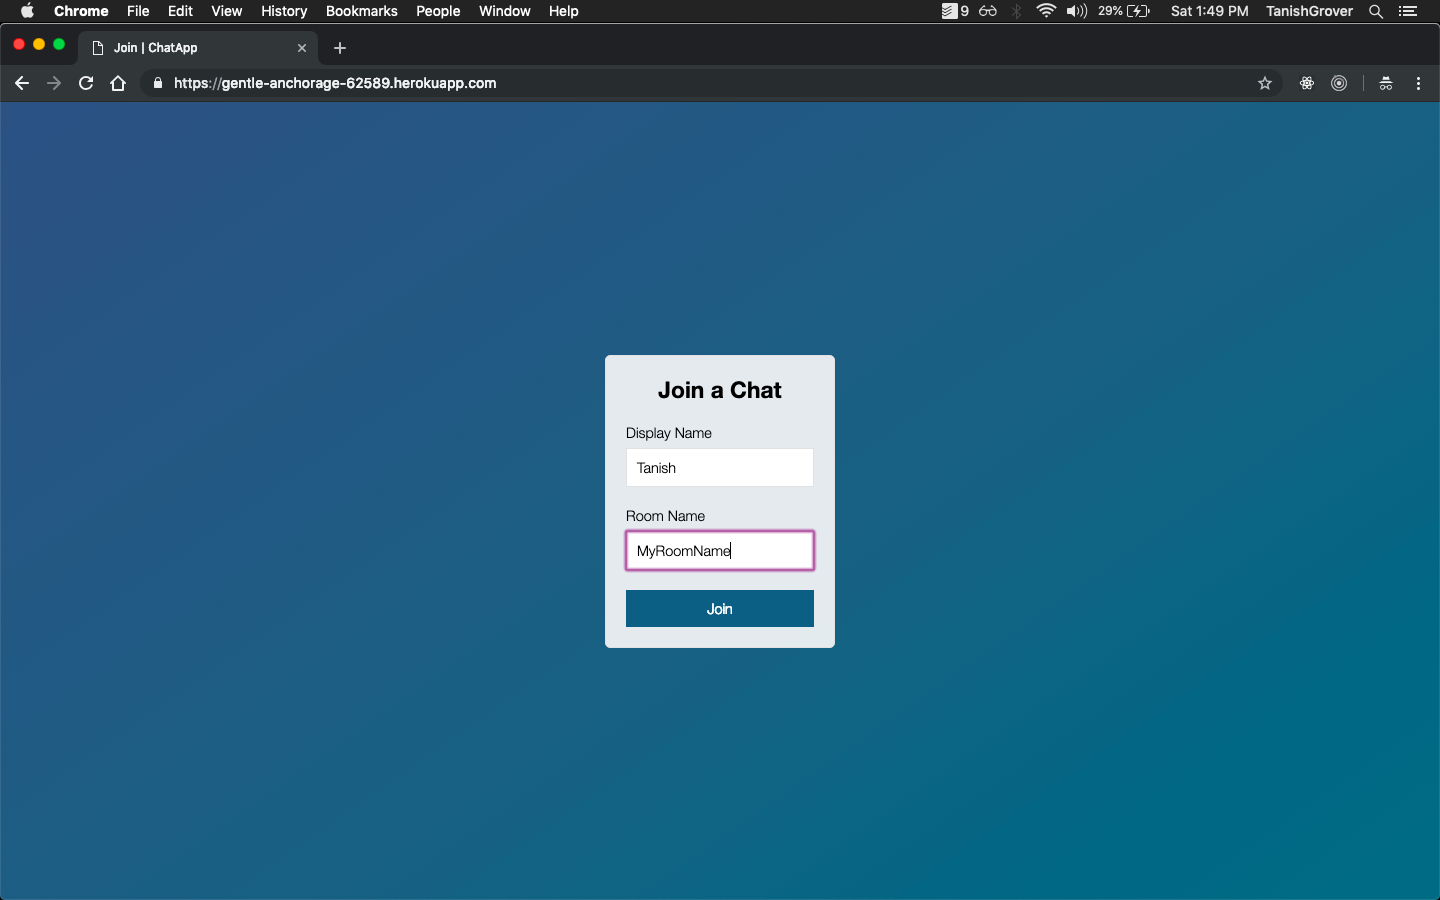 Chrome File Edit View History Bookmarks People Window Help 9 29% Sat 1:49 PM TanishGrover
Join | ChatApp
https://gentle-anchorage-62589.herokuapp.com
Join a Chat
Display Name
Tanish
Room Name
MyRoomName
Join